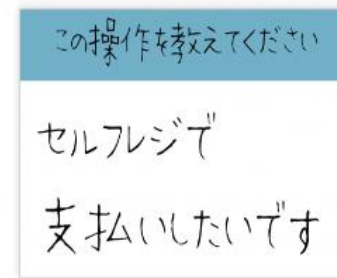 この操作を教えてください
セルフレジで
支払いしたいです